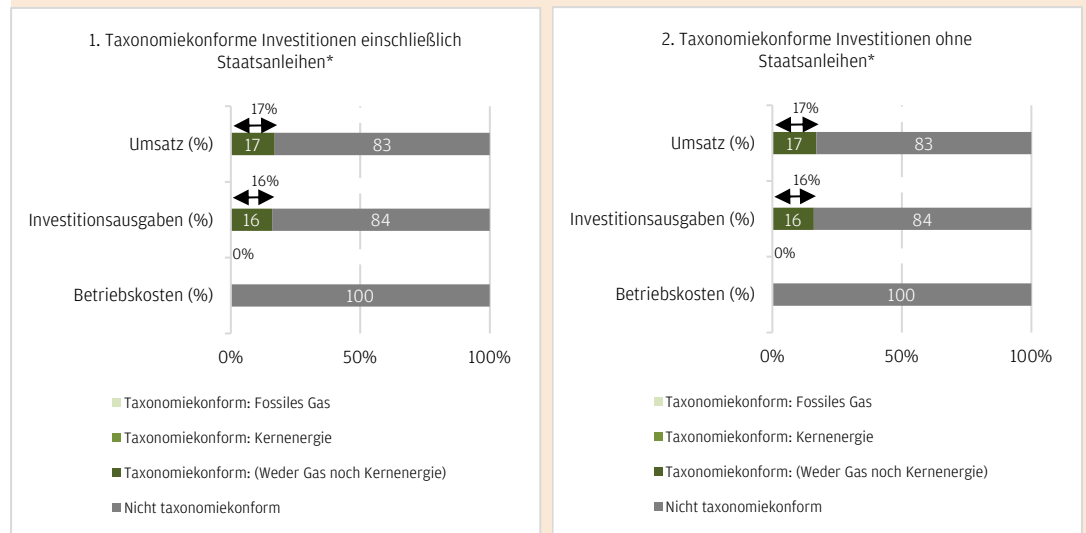 1. Taxonomiekonforme Investitionen einschließlich
Staatsanleihen*
17%
Umsatz (%)
17 83
16%
Investitionsausgaben (%)
16 84
0%
Betriebskosten (%)
100
0% 50% 100%
Taxonomiekonform: Fossiles Gas
Taxonomiekonform: Kernenergie
Taxonomiekonform: (Weder Gas noch Kernenergie)
Nicht taxonomiekonform
2. Taxonomiekonforme Investitionen ohne
Staatsanleihen*
17%
Umsatz (%)
17 83
16%
Investitionsausgaben (%)
16 84
0%
Betriebskosten (%)
100
0% 50% 100%
Taxonomiekonform: Fossiles Gas
Taxonomiekonform: Kernenergie
Taxonomiekonform: (Weder Gas noch Kernenergie)
Nicht taxonomiekonform